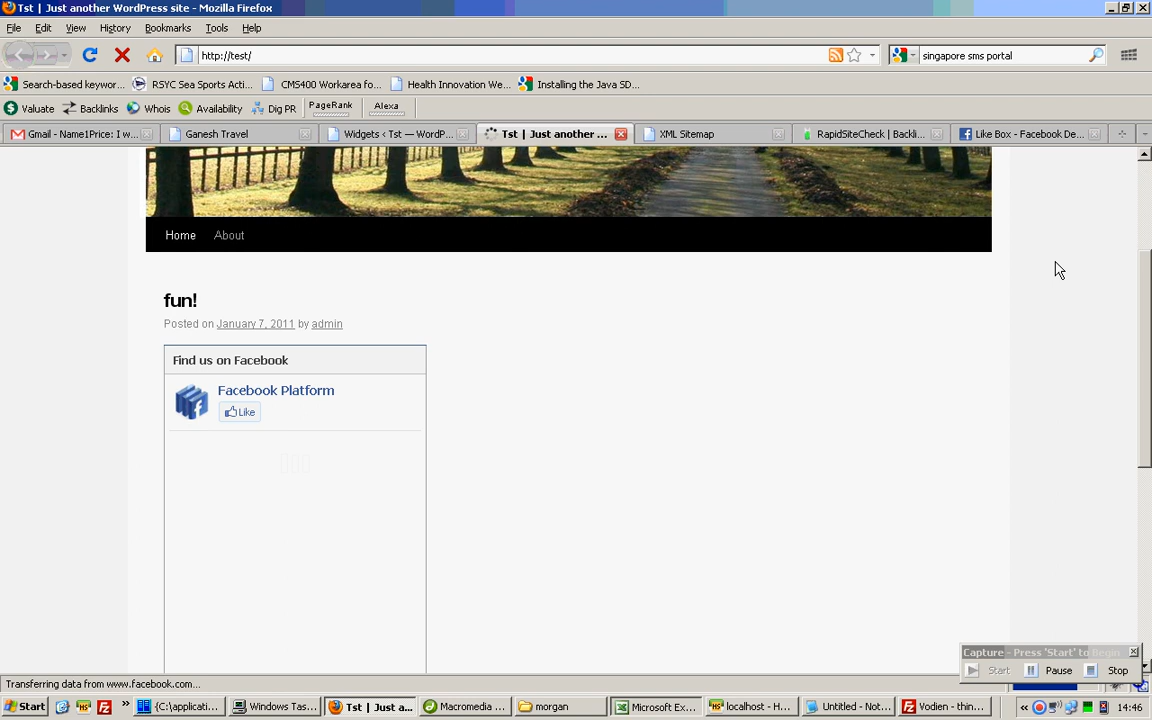 Tst | Just another WordPress site - Mozilla Firefox
File Edit View History Bookmarks Tools Help
http://test/ singapore sms portal
Search-based keywor... RSYC Sea Sports Acti... CMS400 Workarea fo... Health Innovation We... Installing the Java SD...
Valuate Backlinks Whois Availability Dig PR PageRank Alexa
Gmail - Name1Price: I w... Ganesh Travel Widgets ‹ Tst — WordP... Tst | Just another ... XML Sitemap RapidSiteCheck | Backli... Like Box - Facebook De...
Home About
fun!
Posted on January 7, 2011 by admin
Find us on Facebook
Facebook Platform
Like
Capture - Press 'Start' to Begin
Start Pause Stop
Transferring data from www.facebook.com...
Start {C:\applicati... Windows Tas... Tst | Just a... Macromedia ... morgan Microsoft Ex... localhost - H... Untitled - Not... Vodien - thin... 14:46